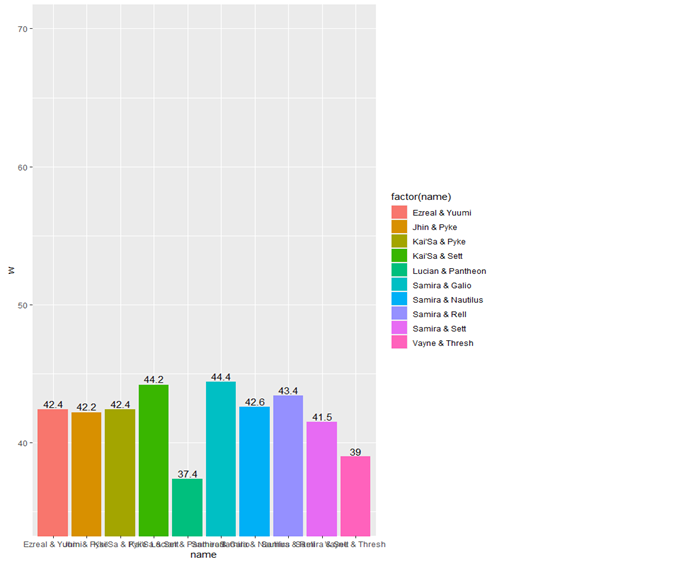 70
60
50
40
M
42.4
42.2
42.4
44.2
37.4
44.4
42.6
43.4
41.5
39
Ezreal & Yuumi
name
factor(name)
Ezreal & Yuumi
Jhin & Pyke
Kai'Sa & Pyke
Kai'Sa & Sett
Lucian & Pantheon
Samira & Galio
Samira & Nautilus
Samira & Rell
Samira & Sett
Vayne & Thresh